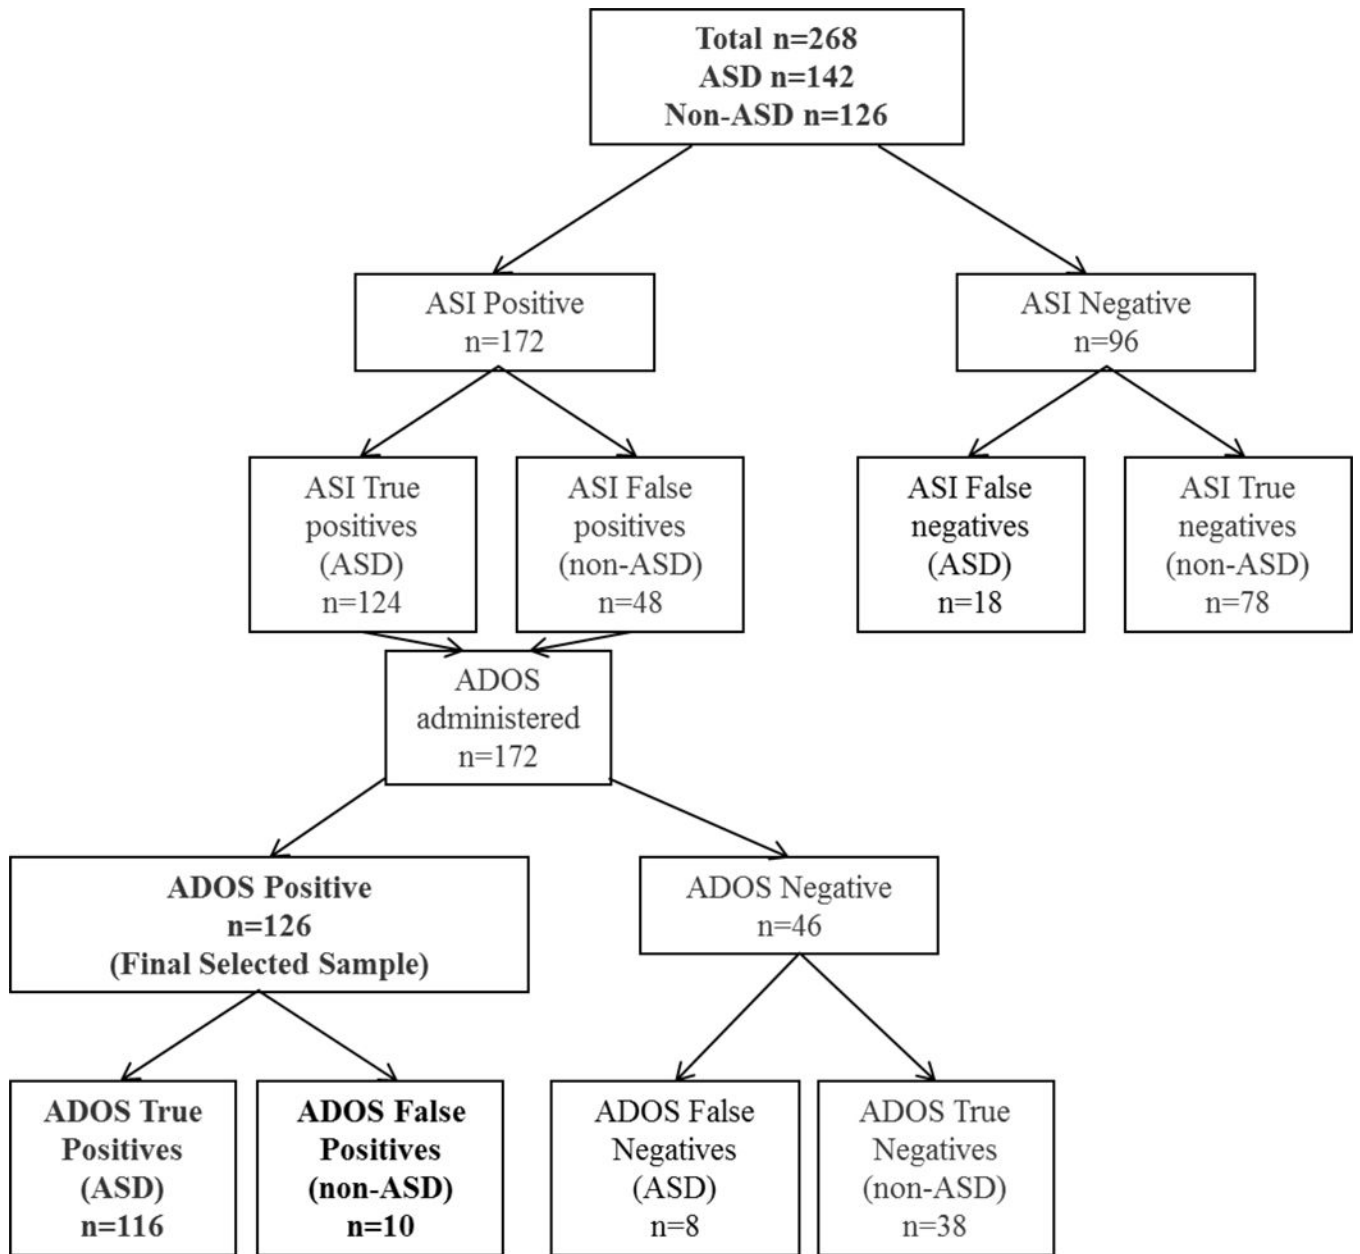 Total n=268
ASD n=142
Non-ASD n=126
ASI Positive
n=172
ASI Negative
n=96
ASI True
positives
(ASD)
n=124
ASI False
positives
(non-ASD)
n=48
ASI False
negatives
(ASD)
n=18
ASI True
negatives
(non-ASD)
n=78
ADOS
administered
n=172
ADOS Positive
n=126
(Final Selected Sample)
ADOS Negative
n=46
ADOS True
Positives
(ASD)
n=116
ADOS False
Positives
(non-ASD)
n=10
ADOS False
Negatives
(ASD)
n=8
ADOS True
Negatives
(non-ASD)
n=38